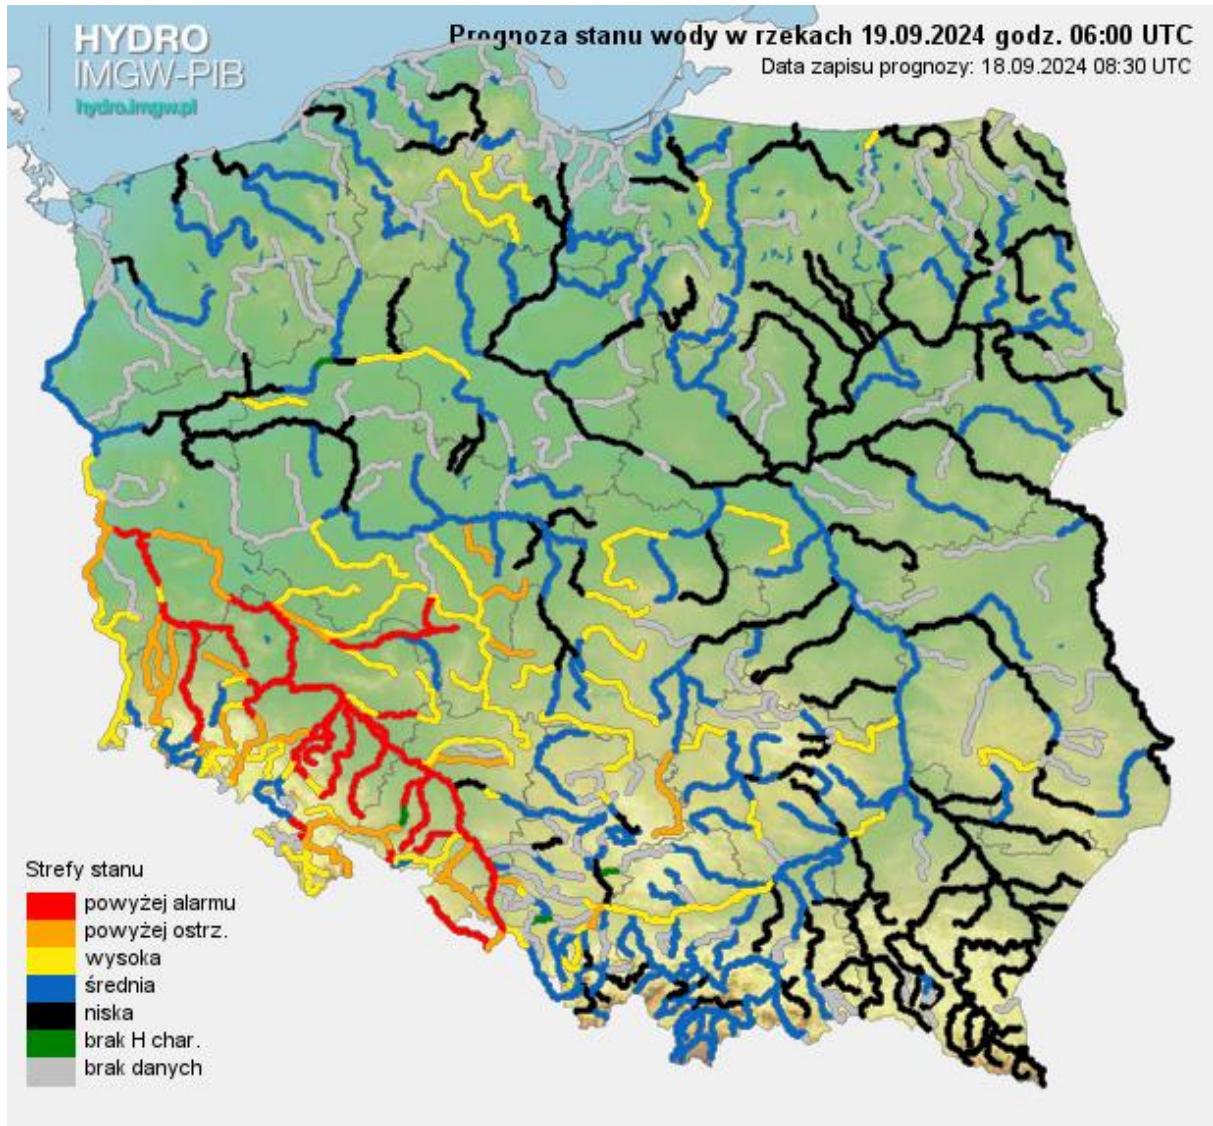 HYDRO
IMGW-PIB
hydro.imgw.pl
Prognoza stanu wody w rzekach 19.09.2024 godz. 06:00 UTC
Data zapisu prognozy: 18.09.2024 08:30 UTC
Strefy stanu
powyżej alarmu
powyżej ostrz.
wysoka
średnia
niska
brak H char.
brak danych